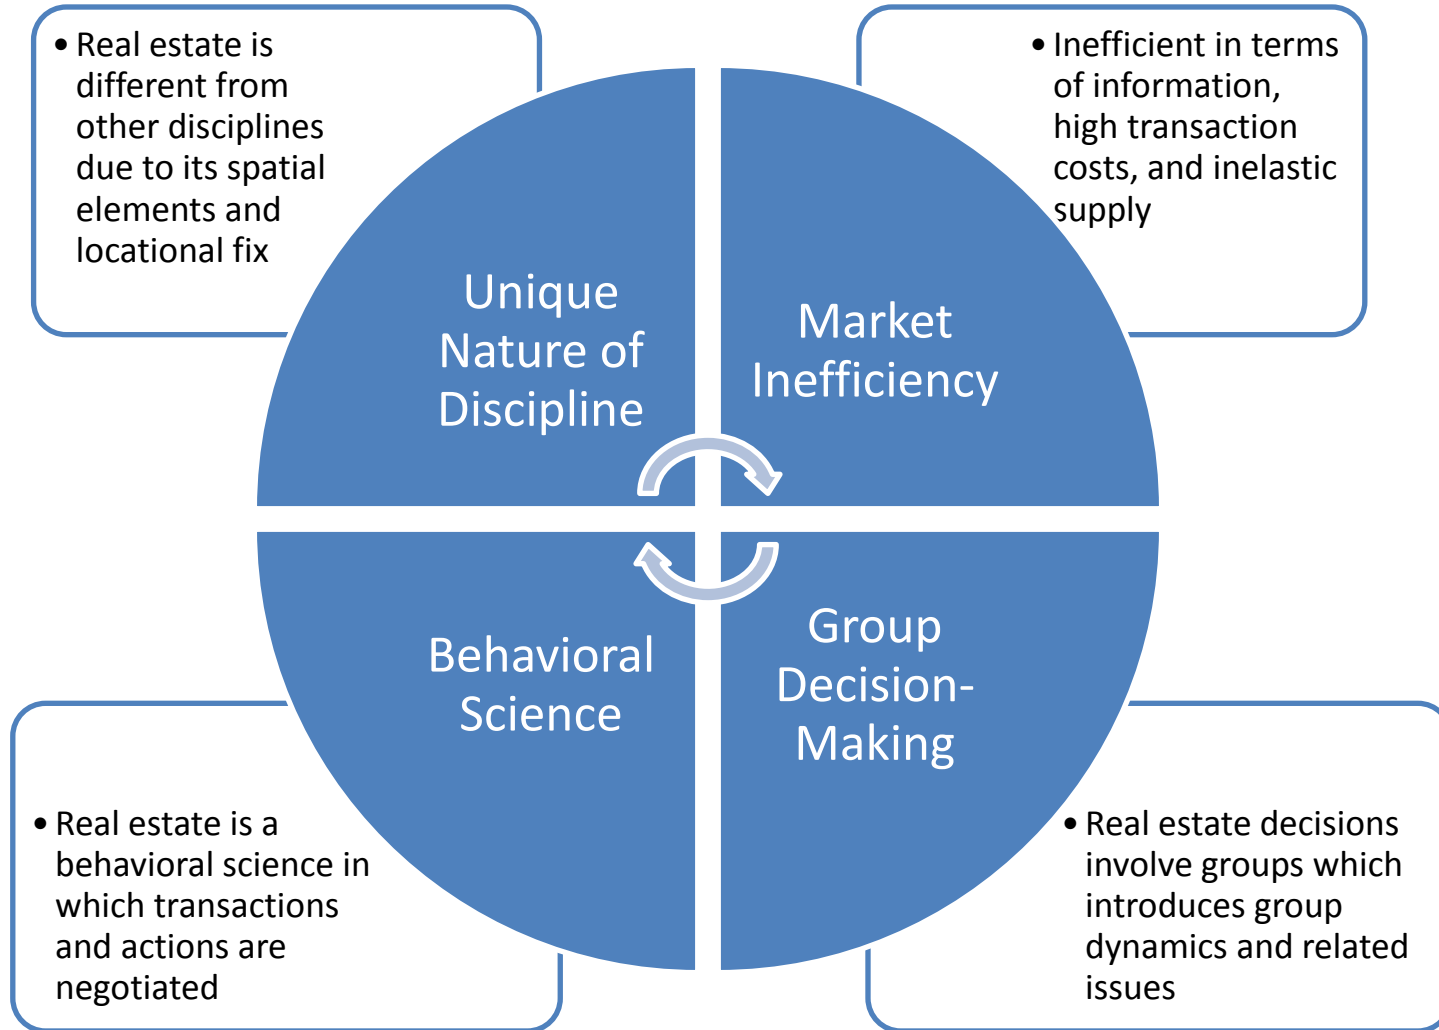 • Real estate is
different from
other disciplines
due to its spatial
elements and
locational fix
• Inefficient in terms
of information,
high transaction
costs, and inelastic
supply
Unique
Nature of
Discipline
Market
Inefficiency
Behavioral
Science
Group
Decision-
Making
• Real estate is a
behavioral science in
which transactions
and actions are
negotiated
• Real estate decisions
involve groups which
introduces group
dynamics and related
issues